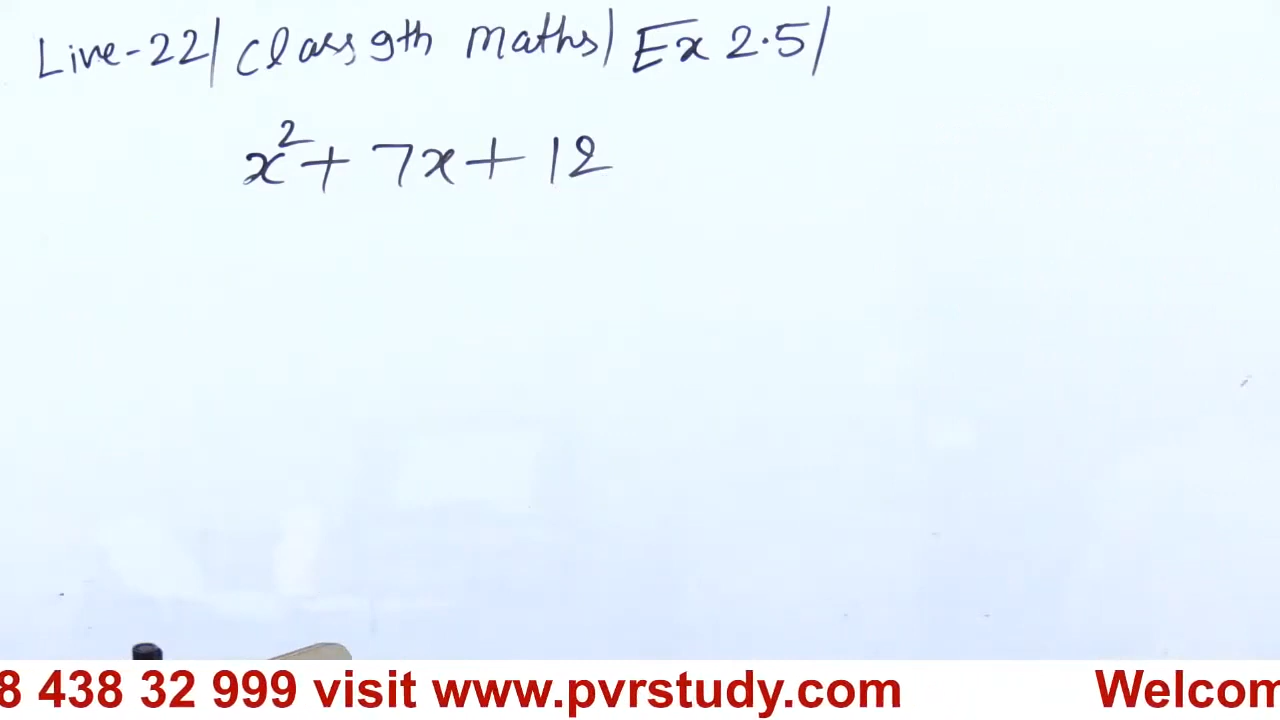 Live-22| Class 9th maths| Ex 2.5|
x² + 7x + 12
8 438 32 999 visit www.pvrstudy.com Welcom